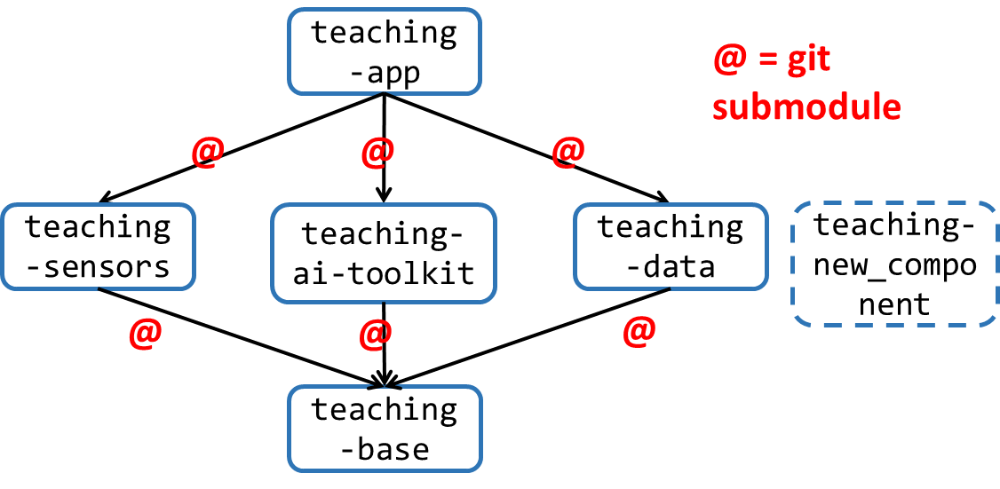 teaching
-app
@ = git
submodule
@
@
@
teaching
-sensors
teaching-
ai-toolkit
teaching
-data
teaching-
new_compo
nent
@
@
@
teaching
-base